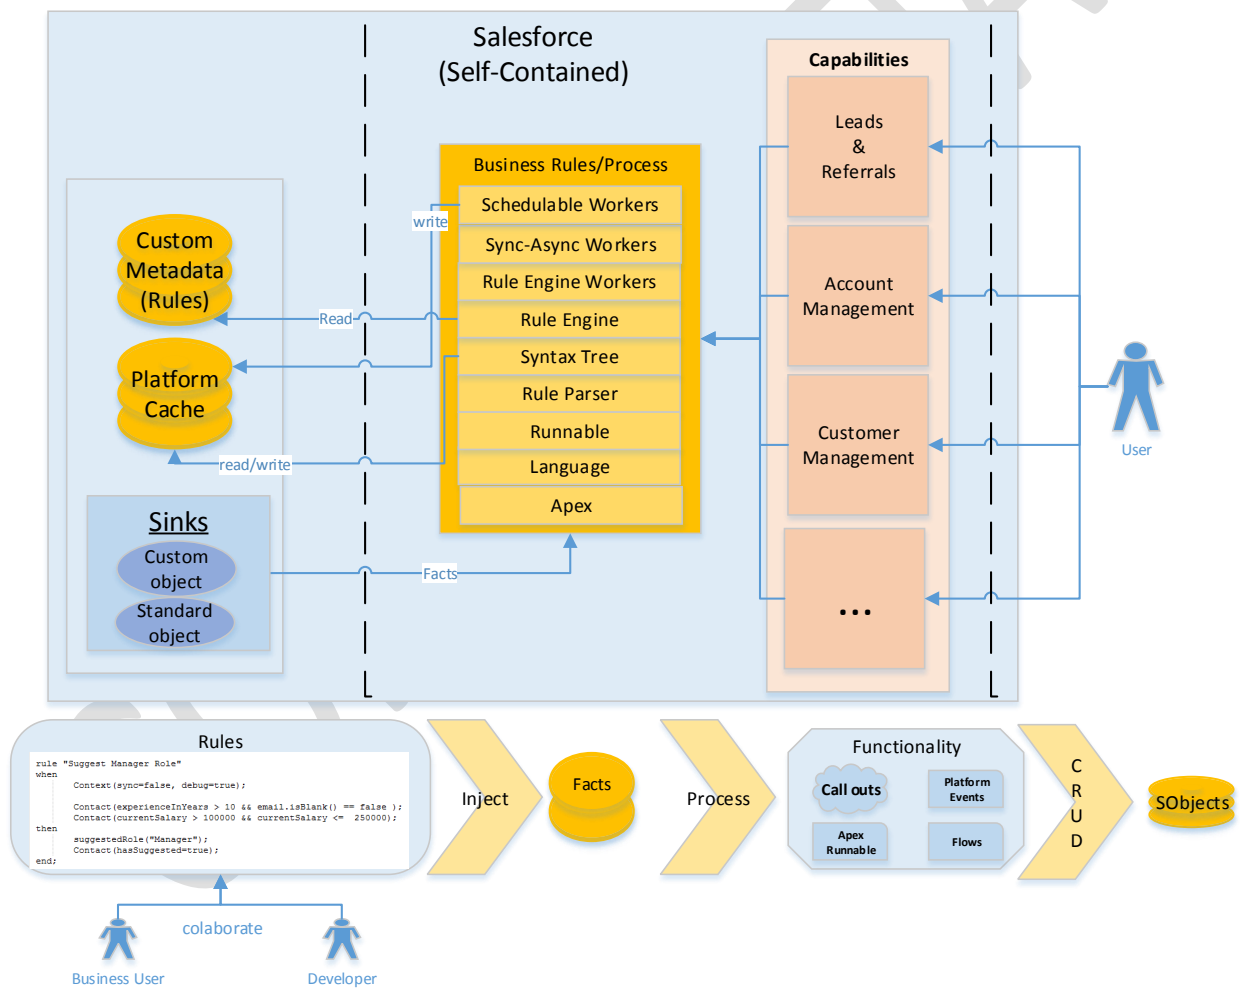 Salesforce
(Self-Contained)
Capabilities
Leads
&
Referrals
Account
Management
Customer
Management
...
User
Business Rules/Process
Schedulable Workers
Sync-Async Workers
Rule Engine Workers
Rule Engine
Syntax Tree
Rule Parser
Runnable
Language
Apex
write
Read
read/write
Facts
Custom
Metadata
(Rules)
Platform
Cache
Sinks
Custom
object
Standard
object
Rules
rule "Suggest Manager Role"
when
Context(sync=false, debug=true);
Contact(experienceInYears > 10 && email.isBlank() == false );
Contact(currentSalary > 100000 && currentSalary <= 250000);
then
suggestedRole("Manager");
Contact(hasSuggested=true);
end;
Inject
Facts
Process
Functionality
Call outs
Platform
Events
Apex
Runnable
Flows
C
R
U
D
SObjects
colaborate
Business User
Developer